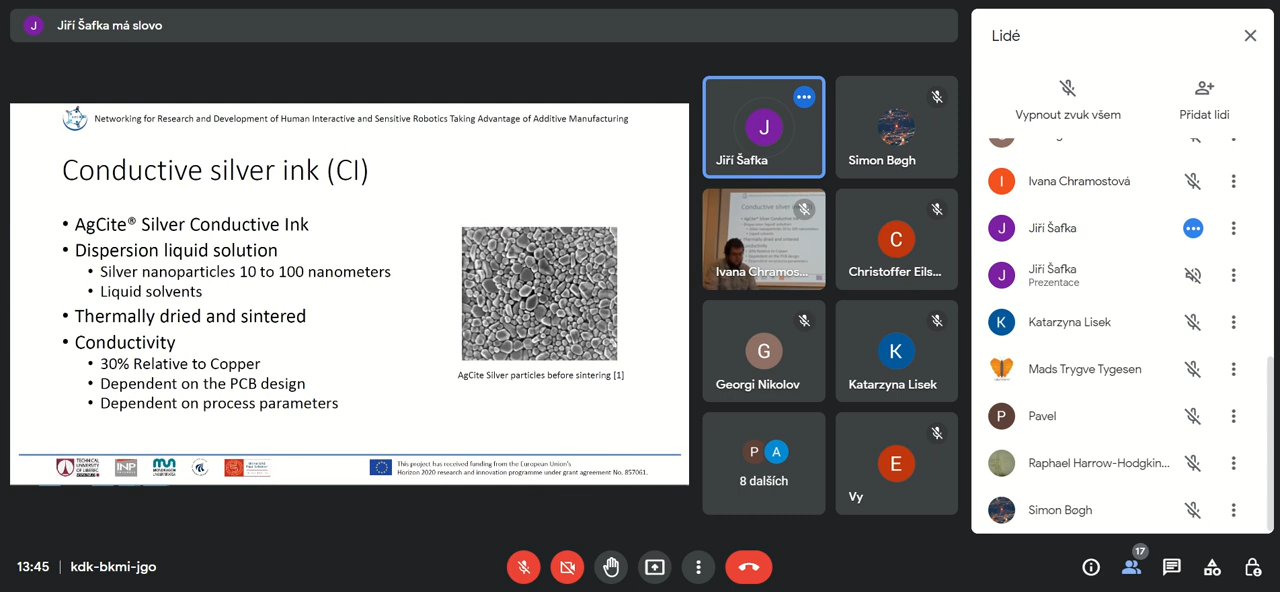 J Jiří Šafka má slovo
Networking for Research and Development of Human Interactive and Sensitive Robotics Taking Advantage of Additive Manufacturing
Conductive silver ink (CI)
• AgCite® Silver Conductive Ink
• Dispersion liquid solution
• Silver nanoparticles 10 to 100 nanometers
• Liquid solvents
• Thermally dried and sintered
• Conductivity
• 30% Relative to Copper
• Dependent on the PCB design
• Dependent on process parameters
AgCite Silver particles before sintering [1]
TECHNICAL
UNIVERSITY
OF LIBEREC
INP
This project has received funding from the European Union's
Horizon 2020 research and innovation programme under grant agreement No. 857061.
J
Jiří Šafka
Simon Bøgh
Ivana Chramos...
C
Christoffer Eils...
G
Georgi Nikolov
K
Katarzyna Lisek
P A
8 dalších
E
Vy
Lidé
Vypnout zvuk všem
Přidat lidi
I Ivana Chramostová
J Jiří Šafka
J Jiří Šafka
Prezentace
K Katarzyna Lisek
Mads Trygve Tygesen
P Pavel
Raphael Harrow-Hodgkin...
Simon Bøgh
13:45 | kdk-bkmi-jgo
17